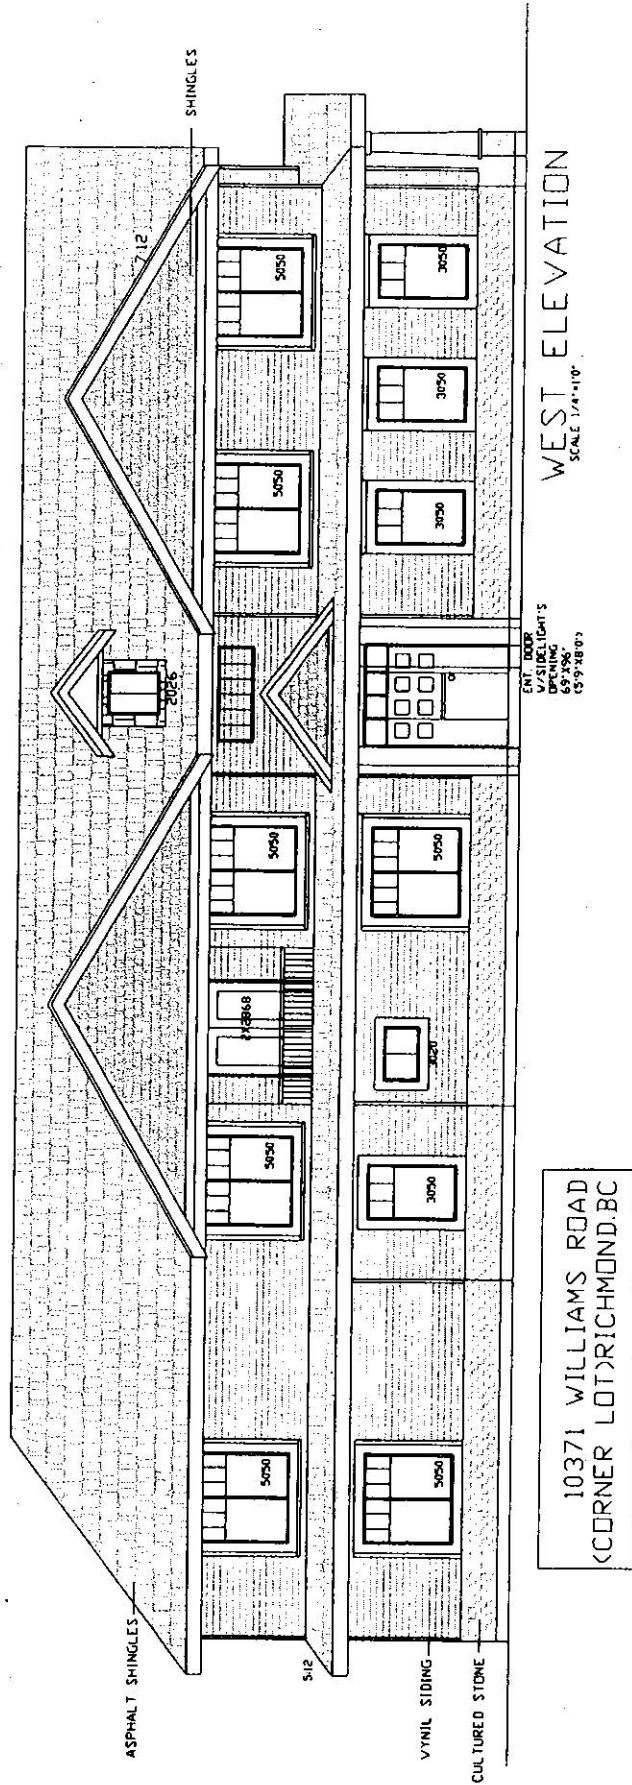 SHINGLES
7:12
ASPHALT SHINGLES
2026
5050
5050
2X2868
5050
5050
5050
5:12
VYNIL SIDING
CULTURED STONE
5050
3050
3020
5050
3050
3050
3050
ENT. DOOR
W/SIDELIGHT'S
OPENING
69"X96"
(5'9"X8'0")
WEST ELEVATION
SCALE 1/4"=1'0"
10371 WILLIAMS ROAD
(CORNER LOT)RICHMOND.BC